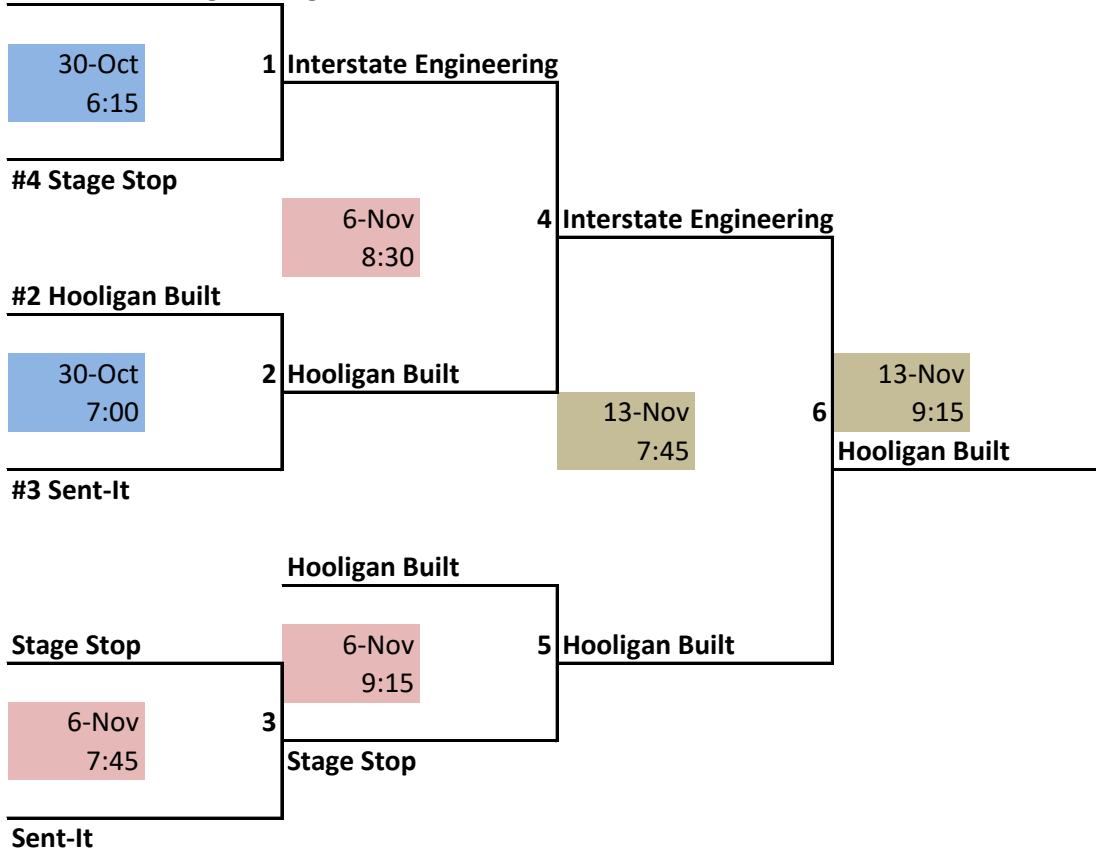 30-Oct
1 Interstate Engineering
6:15
#4 Stage Stop
6-Nov
4 Interstate Engineering
8:30
#2 Hooligan Built
30-Oct
2 Hooligan Built
13-Nov
7:00
13-Nov
6
9:15
7:45
Hooligan Built
#3 Sent-It
Hooligan Built
Stage Stop
6-Nov
5 Hooligan Built
9:15
6-Nov
3
7:45
Stage Stop
Sent-It